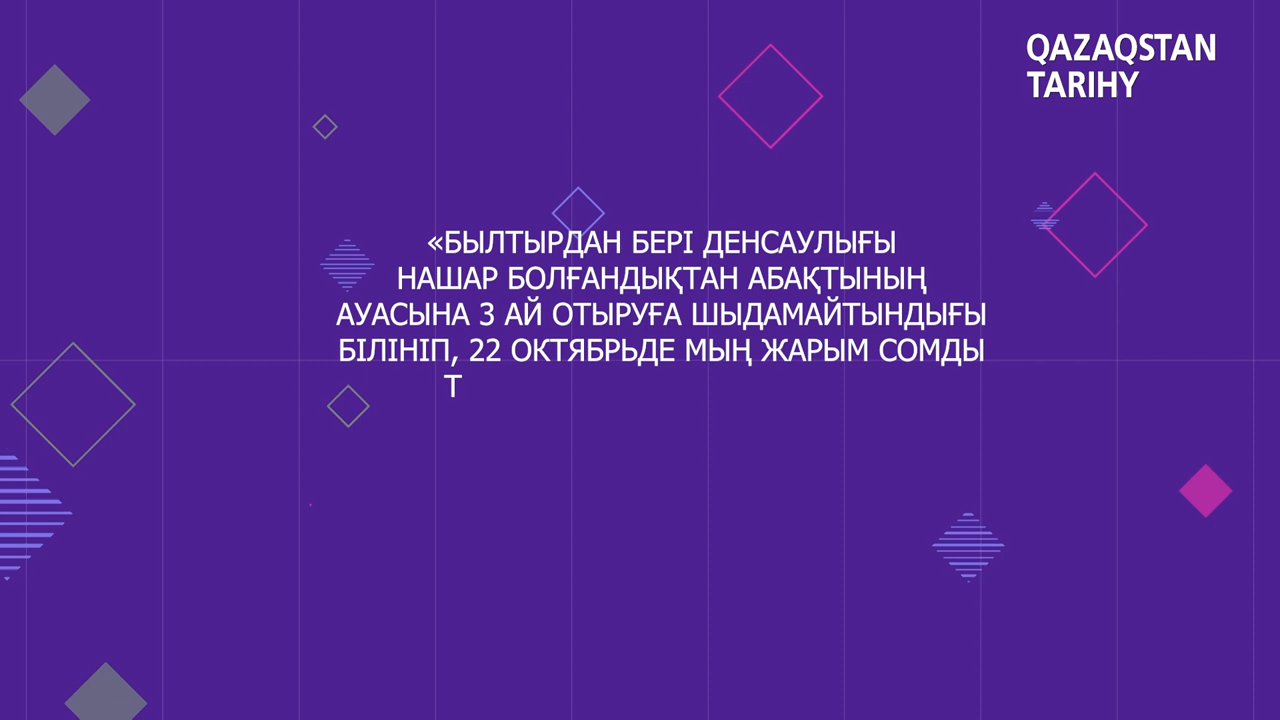 QAZAQSTAN
TARIHY
«БЫЛТЫРДАН БЕРІ ДЕНСАУЛЫҒЫ
НАШАР БОЛҒАНДЫҚТАН АБАҚТЫНЫҢ
АУАСЫНА 3 АЙ ОТЫРУҒА ШЫДАМАЙТЫНДЫҒЫ
БІЛІНІП, 22 ОКТЯБРЬДЕ МЫҢ ЖАРЫМ СОМДЫ
Т